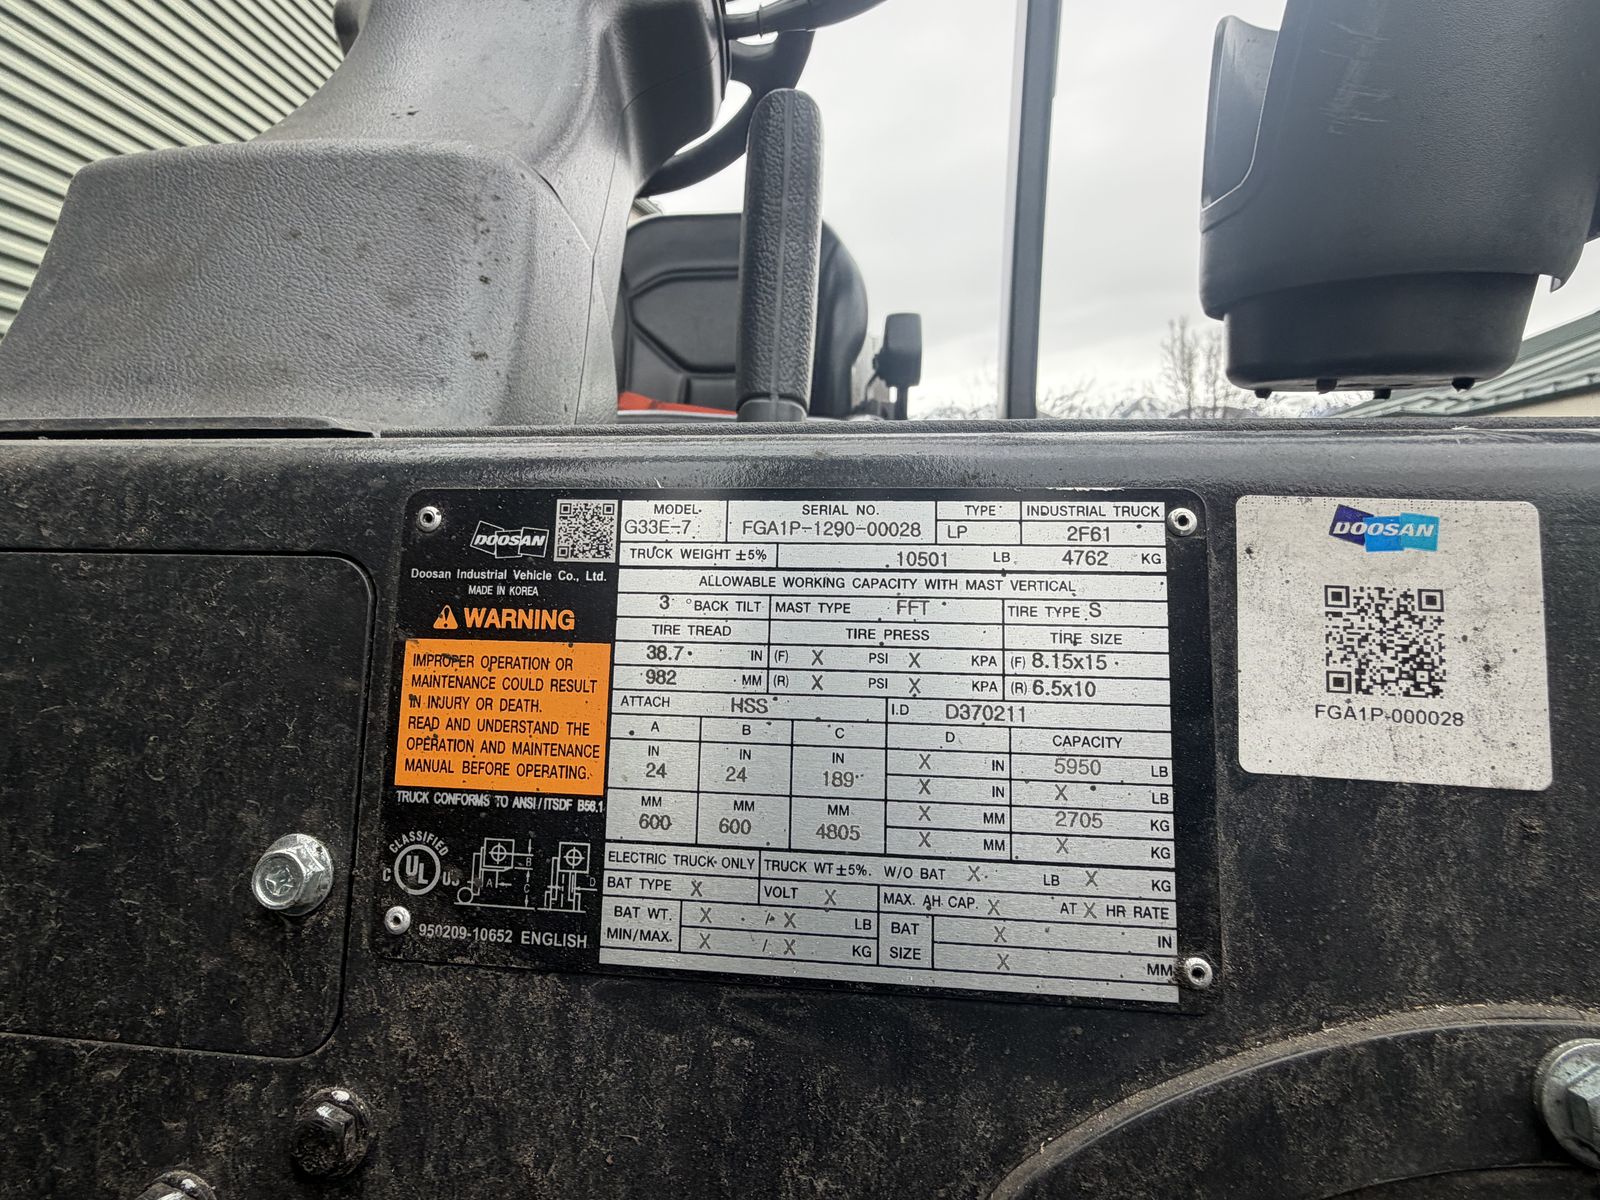 DOOSAN
Doosan Industrial Vehicle Co., Ltd.
MADE IN KOREA
WARNING
IMPROPER OPERATION OR
MAINTENANCE COULD RESULT
IN INJURY OR DEATH.
READ AND UNDERSTAND THE
OPERATION AND MAINTENANCE
MANUAL BEFORE OPERATING.
TRUCK CONFORMS TO ANSI/ITSDF B56.1
CLASSIFIED
C UL US
A B C D
950209-10652 ENGLISH
MODEL SERIAL NO. TYPE INDUSTRIAL TRUCK
G33E-7 FGA1P-1290-00028 LP 2F61
TRUCK WEIGHT ±5% 10501 LB 4762 KG
ALLOWABLE WORKING CAPACITY WITH MAST VERTICAL
3 °BACK TILT MAST TYPE FFT TIRE TYPE S
TIRE TREAD TIRE PRESS TIRE SIZE
38.7 IN (F) X PSI X KPA (F) 8.15x15
982 MM (R) X PSI X KPA (R) 6.5x10
ATTACH HSS I.D D370211
A B C D CAPACITY
IN IN IN X IN 5950 LB
24 24 189 X IN X LB
MM MM MM X MM 2705 KG
600 600 4805 X MM X KG
ELECTRIC TRUCK ONLY TRUCK WT ±5%. W/O BAT X LB X KG
BAT TYPE X VOLT X MAX. AH. CAP. X AT X HR RATE
BAT WT. X / X LB BAT X IN
MIN/MAX. X / X KG SIZE X MM
DOOSAN
FGA1P-000028